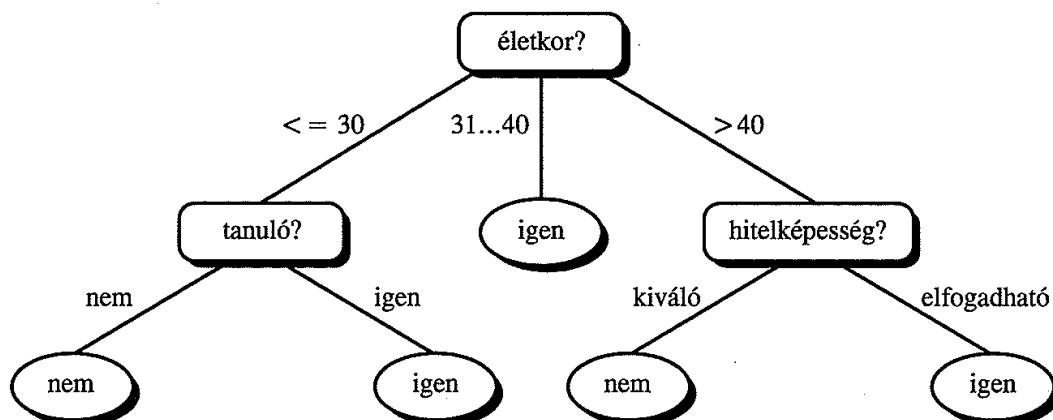 életkor?
<= 30 31...40 >40
tanuló? igen hitelképesség?
nem igen kiváló elfogadható
nem igen nem igen